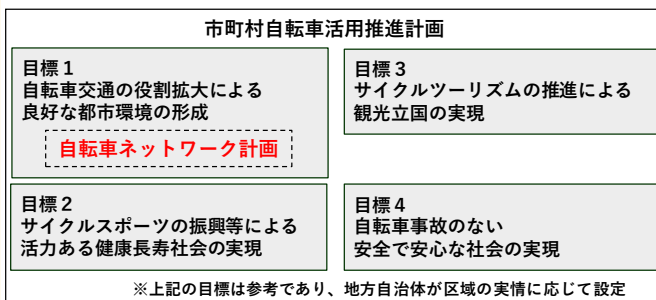 市町村自転車活用推進計画
目標1
自転車交通の役割拡大による
良好な都市環境の形成
自転車ネットワーク計画
目標2
サイクルスポーツの振興等による
活力ある健康長寿社会の実現
目標3
サイクルツーリズムの推進による
観光立国の実現
目標4
自転車事故のない
安全で安心な社会の実現
※上記の目標は参考であり、地方自治体が区域の実情に応じて設定